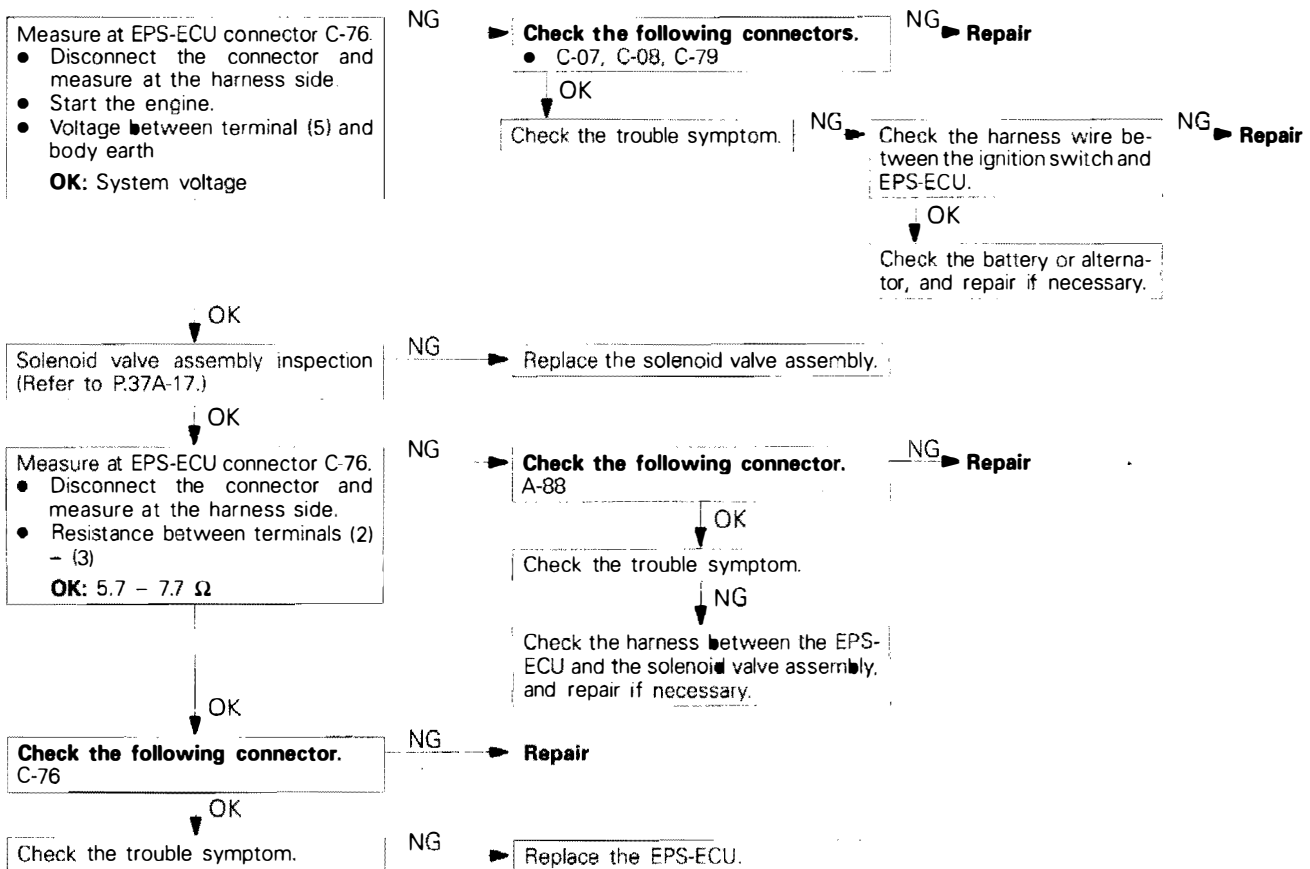 Measure at EPS-ECU connector C-76.
● Disconnect the connector and
measure at the harness side.
● Start the engine.
● Voltage between terminal (5) and
body earth
OK: System voltage
NG
Check the following connectors.
● C-07, C-08, C-79
NG
Repair
OK
Check the trouble symptom.
NG
Check the harness wire be-
tween the ignition switch and
EPS-ECU.
NG
Repair
OK
Check the battery or alterna-
tor, and repair if necessary.
OK
Solenoid valve assembly inspection
(Refer to P.37A-17.)
NG
Replace the solenoid valve assembly.
OK
Measure at EPS-ECU connector C-76.
● Disconnect the connector and
measure at the harness side.
● Resistance between terminals (2)
– (3)
OK: 5.7 – 7.7 Ω
NG
Check the following connector.
A-88
NG
Repair
OK
Check the trouble symptom.
NG
Check the harness between the EPS-
ECU and the solenoid valve assembly,
and repair if necessary.
OK
Check the following connector.
C-76
NG
Repair
OK
Check the trouble symptom.
NG
Replace the EPS-ECU.